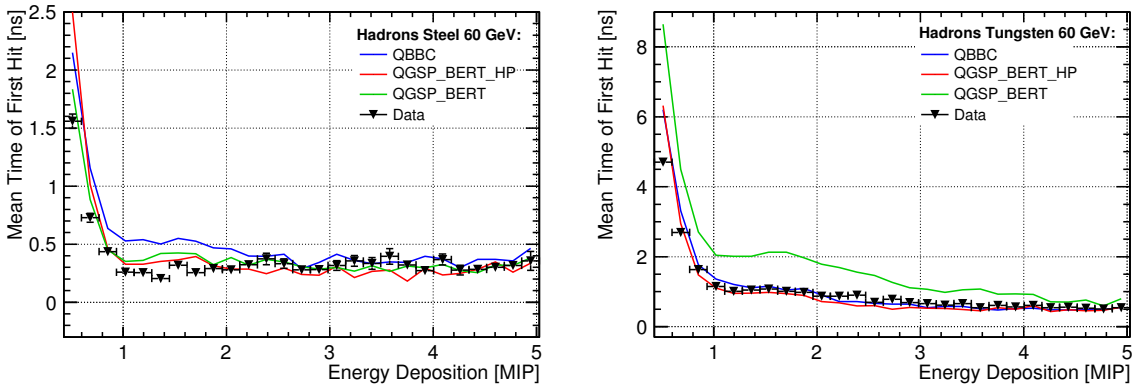 Mean Time of First Hit [ns]
2.5
2
1.5
1
0.5
0
Hadrons Steel 60 GeV:
QBBC
QGSP_BERT_HP
QGSP_BERT
Data
1 2 3 4 5
Energy Deposition [MIP]
Mean Time of First Hit [ns]
8
6
4
2
0
Hadrons Tungsten 60 GeV:
QBBC
QGSP_BERT_HP
QGSP_BERT
Data
1 2 3 4 5
Energy Deposition [MIP]